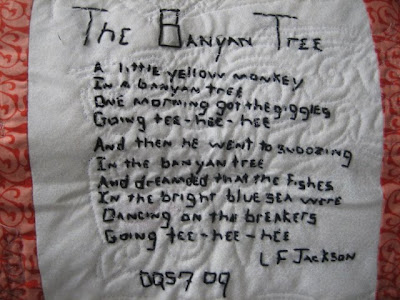 The Banyan Tree
A little yellow monkey
In a banyan tree
One morning got the giggles
Going tee-hee-hee
And then he went to snoozing
In the banyan tree
And dreamded that the fishes
In the bright blue sea were
Dancing on the breakers
Going tee-hee-hee
L F Jackson
DQS7 09